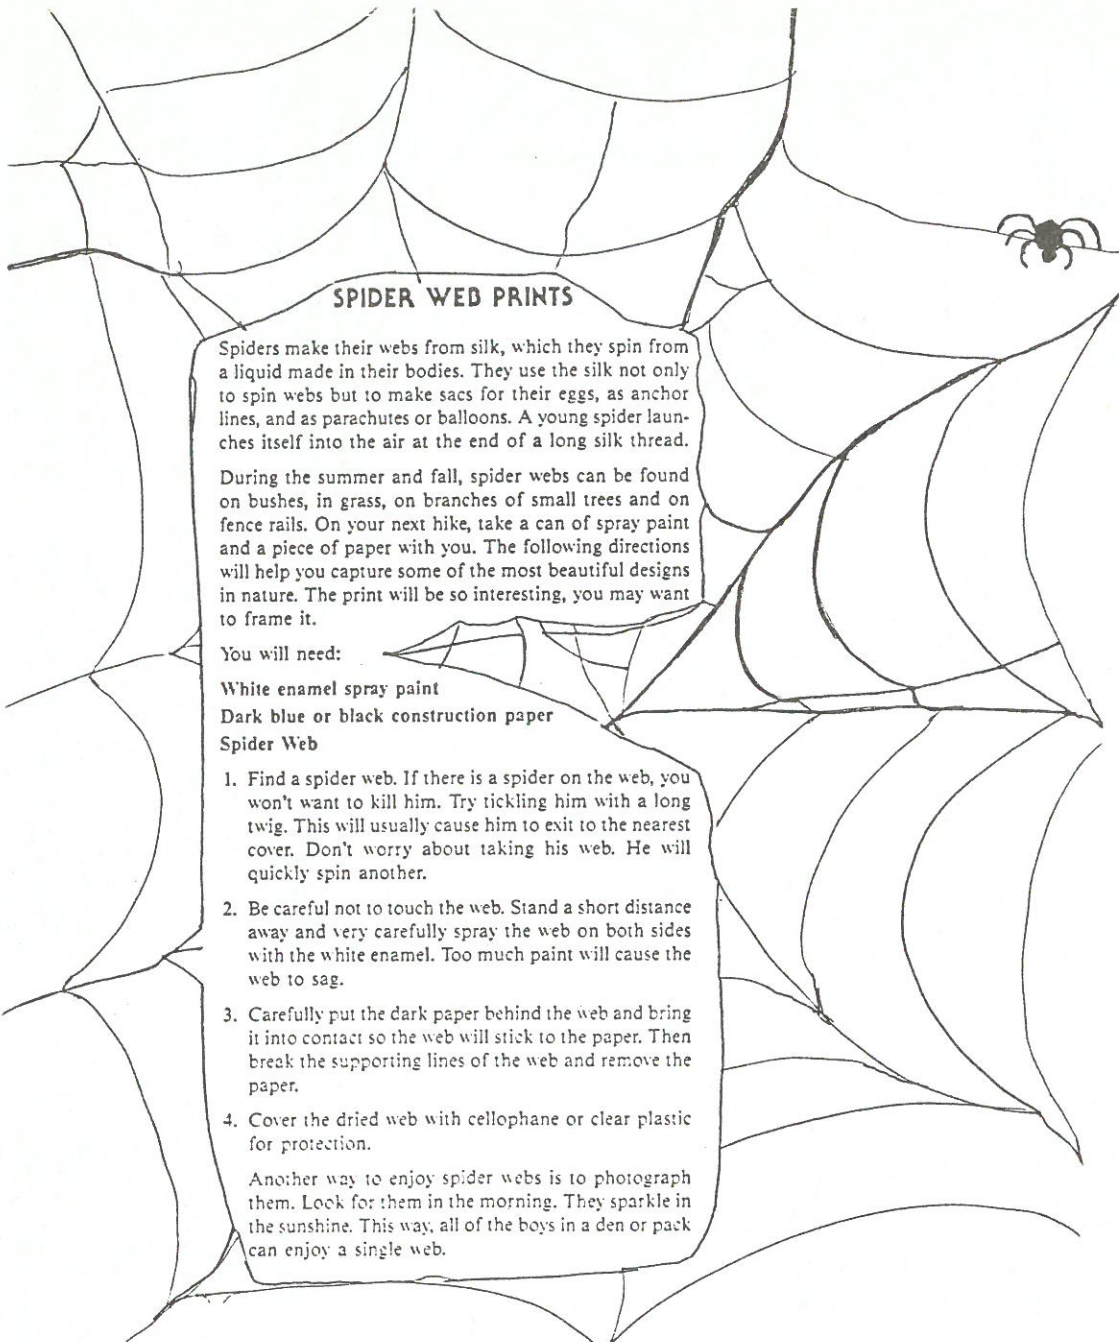 SPIDER WEB PRINTS
Spiders make their webs from silk, which they spin from
a liquid made in their bodies. They use the silk not only
to spin webs but to make sacs for their eggs, as anchor
lines, and as parachutes or balloons. A young spider laun-
ches itself into the air at the end of a long silk thread.
During the summer and fall, spider webs can be found
on bushes, in grass, on branches of small trees and on
fence rails. On your next hike, take a can of spray paint
and a piece of paper with you. The following directions
will help you capture some of the most beautiful designs
in nature. The print will be so interesting, you may want
to frame it.
You will need:
White enamel spray paint
Dark blue or black construction paper
Spider Web
1. Find a spider web. If there is a spider on the web, you
won't want to kill him. Try tickling him with a long
twig. This will usually cause him to exit to the nearest
cover. Don't worry about taking his web. He will
quickly spin another.
2. Be careful not to touch the web. Stand a short distance
away and very carefully spray the web on both sides
with the white enamel. Too much paint will cause the
web to sag.
3. Carefully put the dark paper behind the web and bring
it into contact so the web will stick to the paper. Then
break the supporting lines of the web and remove the
paper.
4. Cover the dried web with cellophane or clear plastic
for protection.
Another way to enjoy spider webs is to photograph
them. Look for them in the morning. They sparkle in
the sunshine. This way, all of the boys in a den or pack
can enjoy a single web.